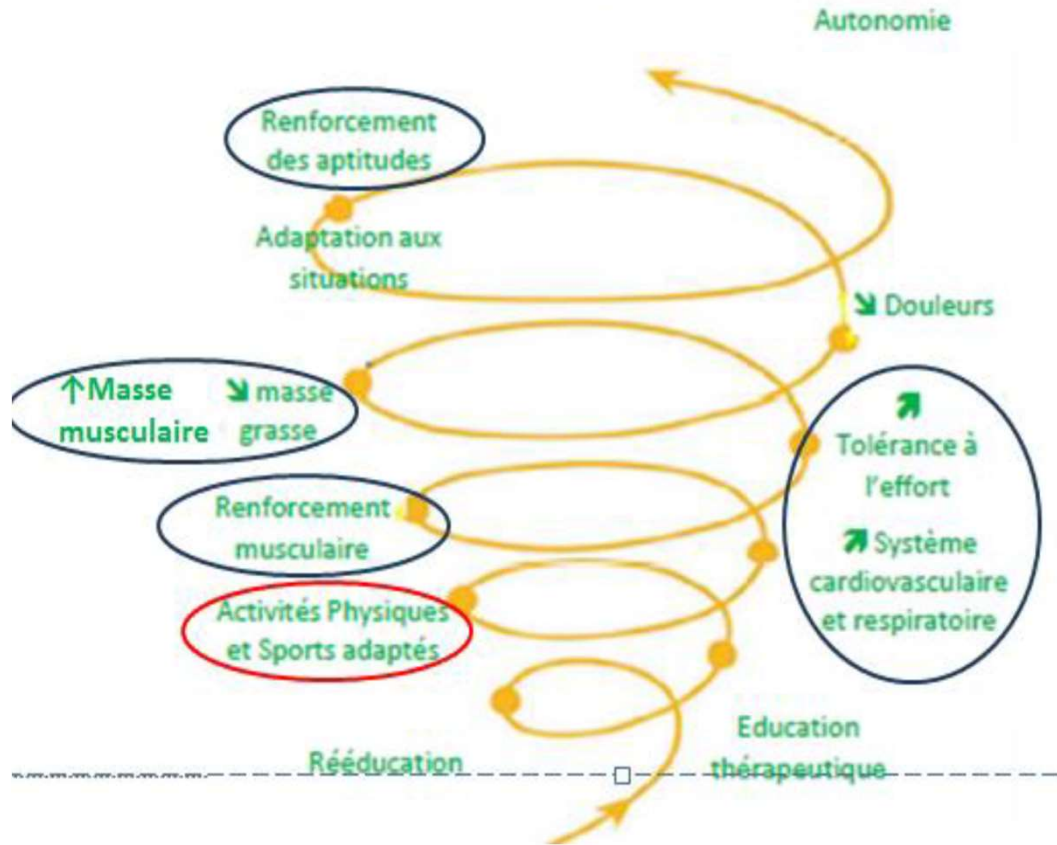 Autonomie
Renforcement
des aptitudes
Adaptation aux
situations
↘ Douleurs
↑Masse
musculaire
↘ masse
grasse
↗
Tolérance à
l'effort
↗ Système
cardiovasculaire
et respiratoire
Renforcement
musculaire
Activités Physiques
et Sports adaptés
Rééducation
Education
thérapeutique